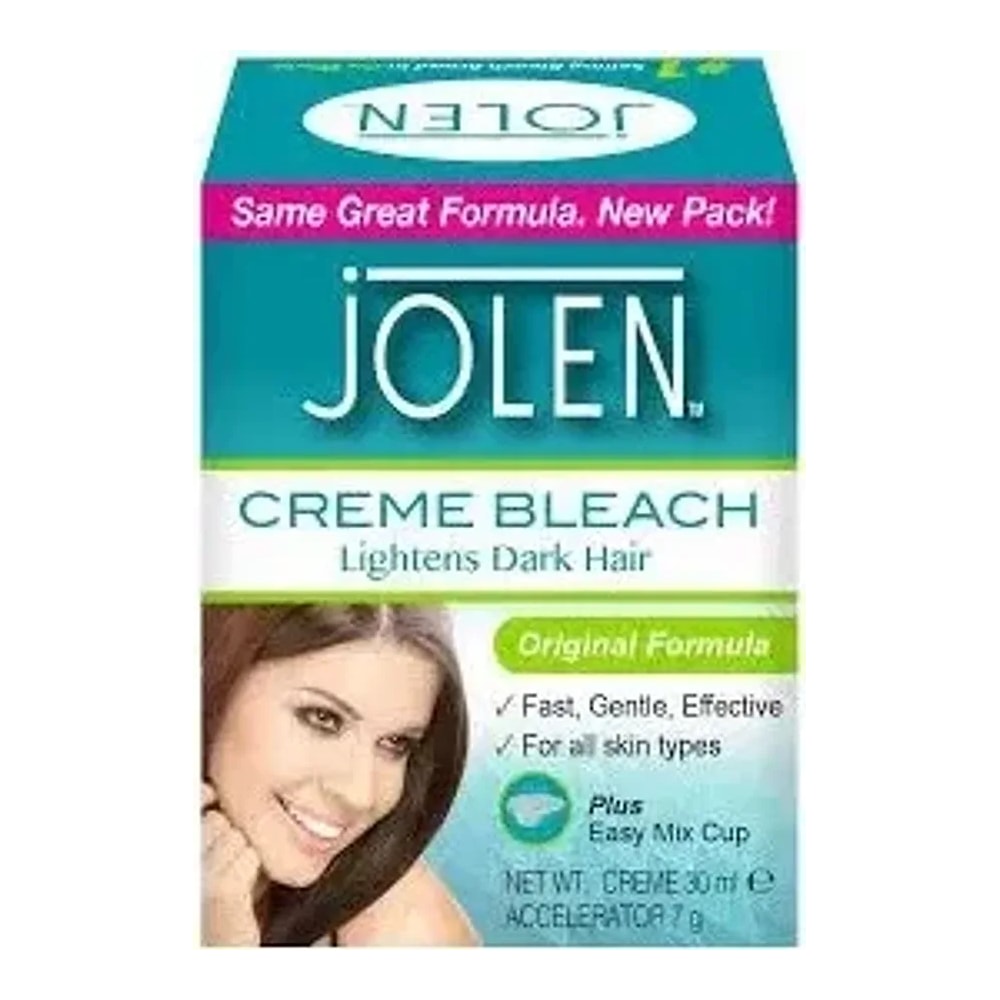 JOLEN
Same Great Formula. New Pack!
JOLEN
CREME BLEACH
Lightens Dark Hair
Original Formula
✓ Fast, Gentle, Effective
✓ For all skin types
Plus
Easy Mix Cup
NET WT. CREME 30 ml ℮
ACCELERATOR 7 g